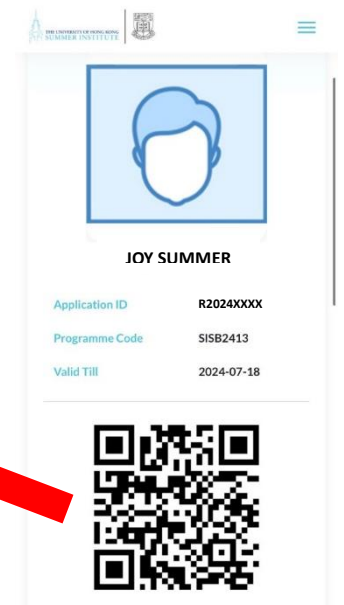 THE UNIVERSITY OF HONG KONG
SUMMER INSTITUTE
JOY SUMMER
Application ID R2024XXXX
Programme Code SISB2413
Valid Till 2024-07-18